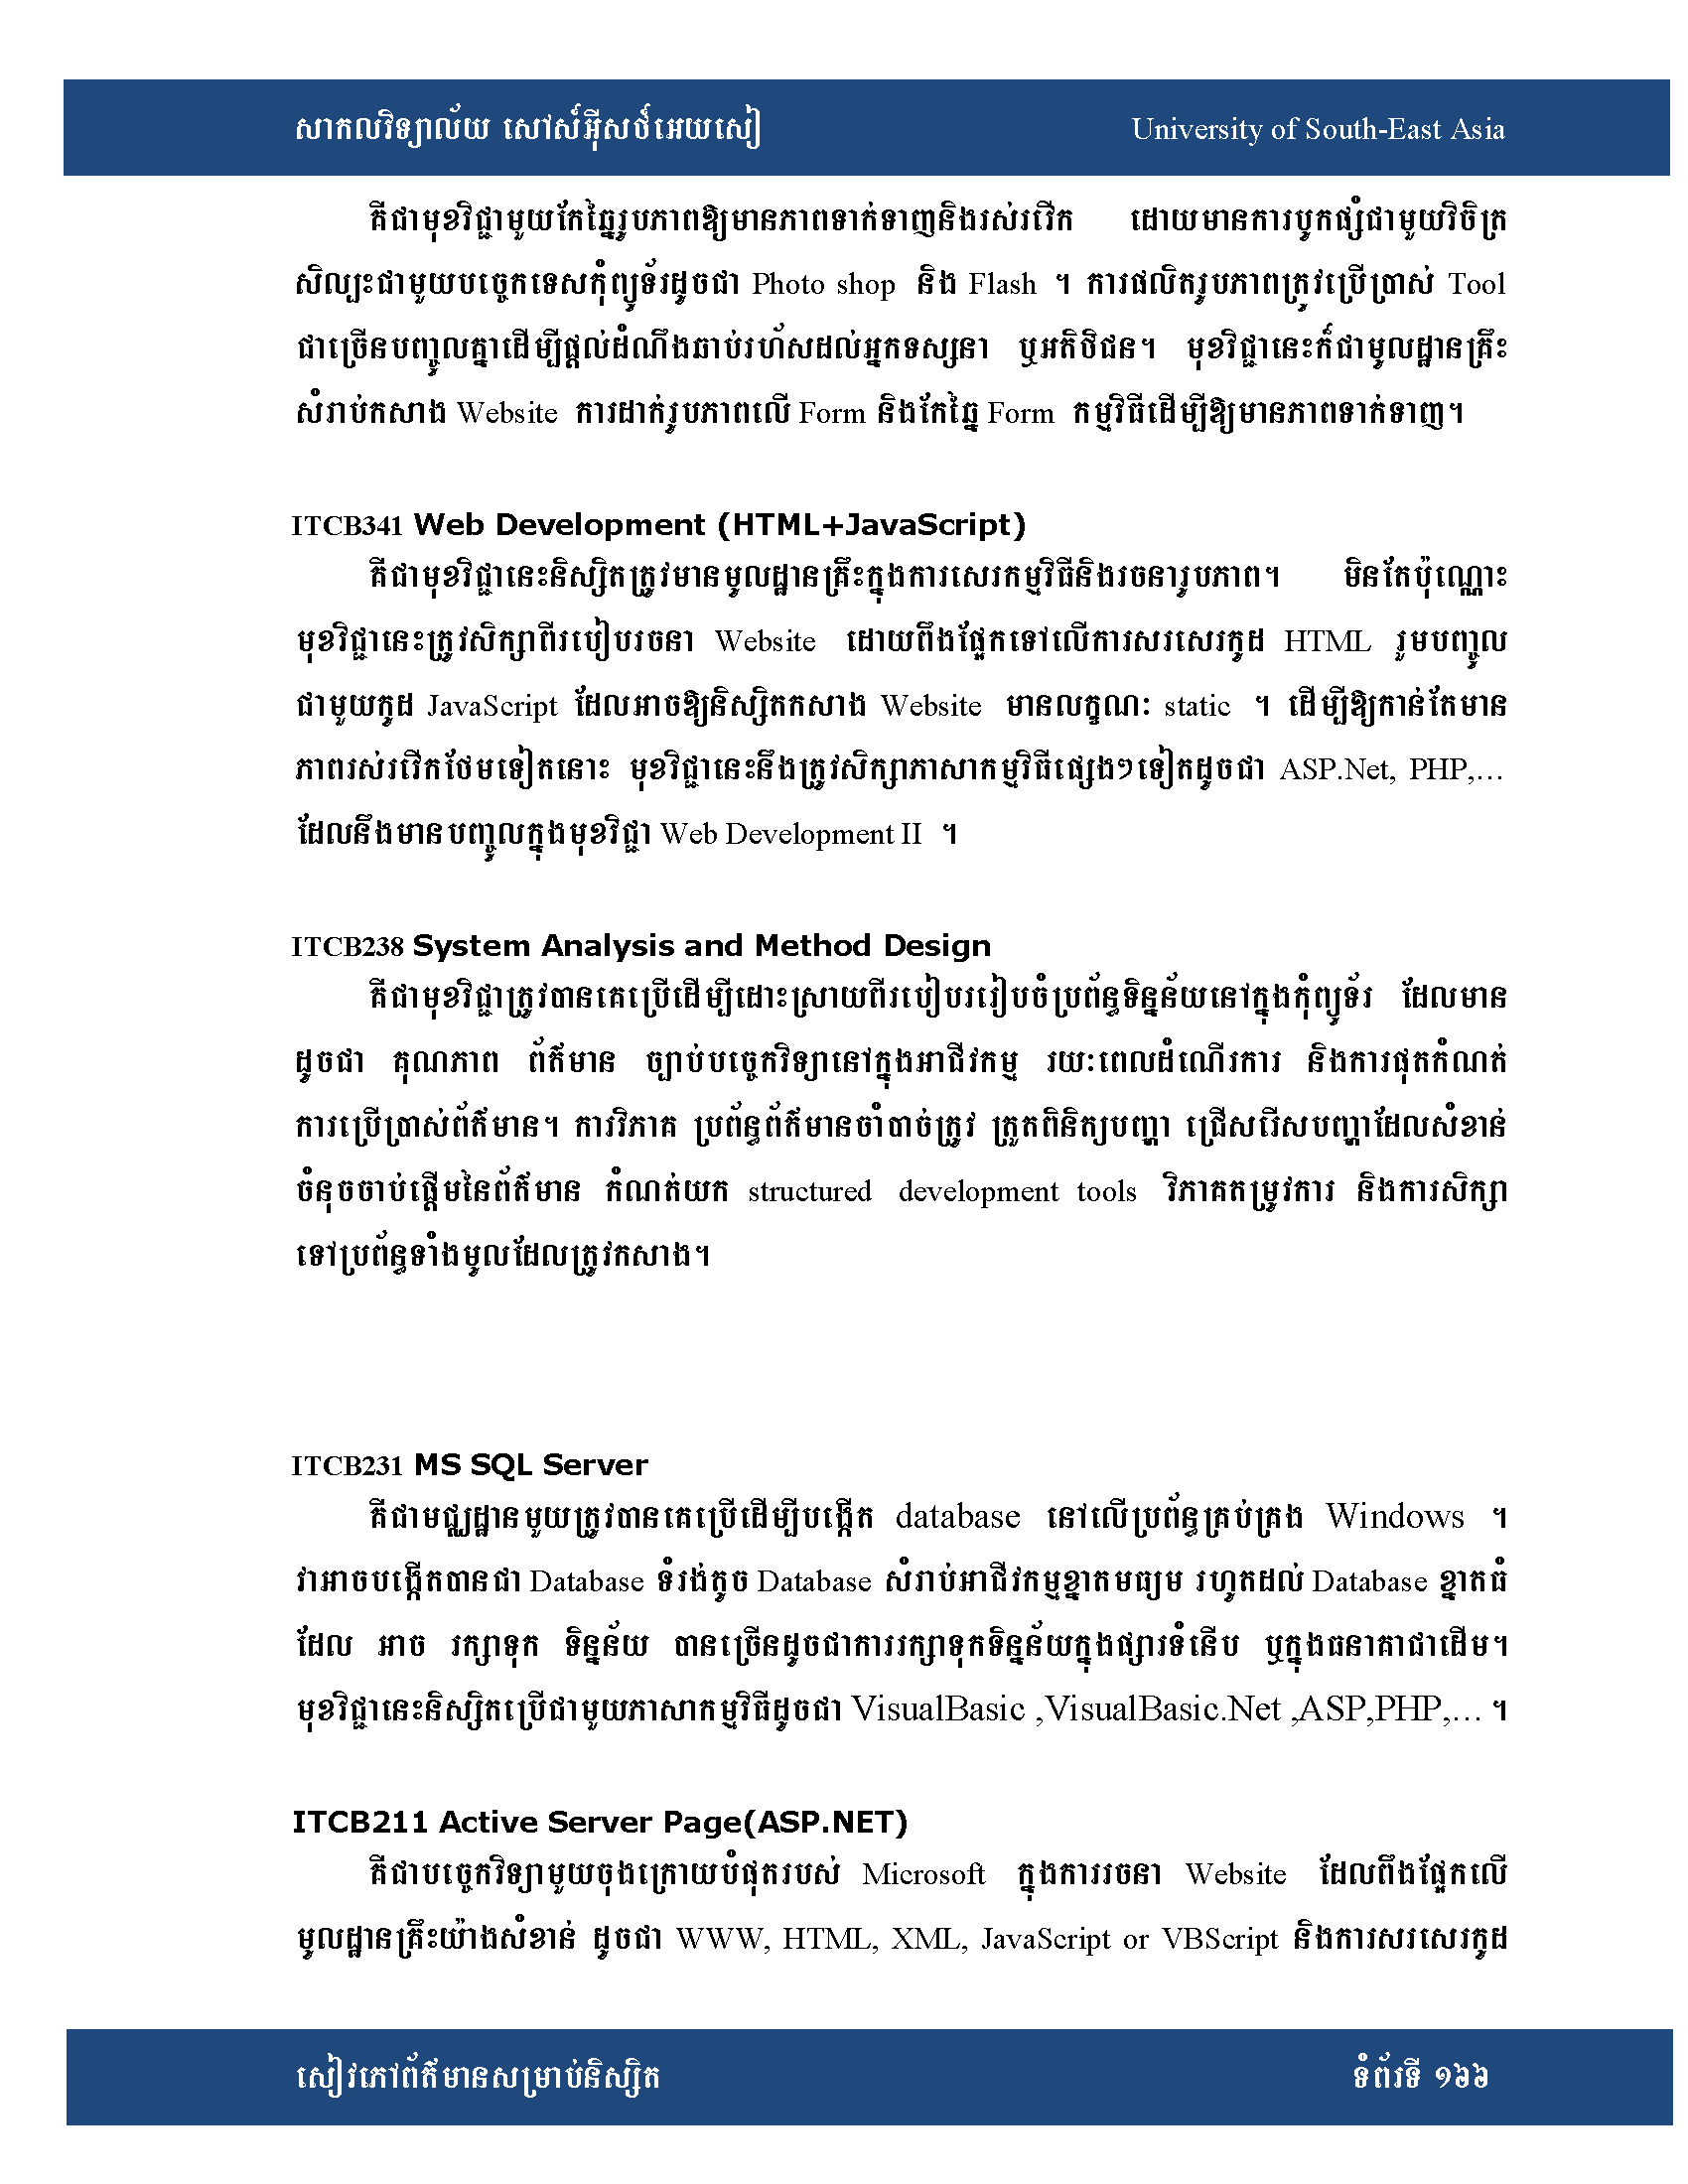 សាកលវិទ្យាល័យ សៅស៍អ៊ីសថ៍អេយសៀ University of South-East Asia
គឺជាមុខវិជ្ជាមួយកែឆ្នៃរូបភាពឱ្យមានភាពទាក់ទាញនិងរស់រវើក ដោយមានការបូកផ្សំជាមួយវិចិត្រ
សិល្បះជាមួយបច្ចេកទេសកុំព្យូទ័រដូចជា Photo shop និង Flash ។ ការផលិតរូបភាពត្រូវប្រើប្រាស់ Tool
ជាច្រើនបញ្ចូលគ្នាដើម្បីផ្តល់ដំណឹងឆាប់រហ័សដល់អ្នកទស្សនា ឬអតិថិជន។ មុខវិជ្ជានេះក៏ជាមូលដ្ឋានគ្រឹះ
សំរាប់កសាង Website ការដាក់រូបភាពលើ Form និងកែឆ្នៃ Form កម្មវិធីដើម្បីឱ្យមានភាពទាក់ទាញ។
ITCB341 Web Development (HTML+JavaScript)
គឺជាមុខវិជ្ជានេះនិស្សិតត្រូវមានមូលដ្ឋានគ្រឹះក្នុងការសេរកម្មវិធីនិងរចនារូបភាព។ មិនតែប៉ុណ្ណោះ
មុខវិជ្ជានេះត្រូវសិក្សាពីរបៀបរចនា Website ដោយពឹងផ្អែកទៅលើការសរសេរកូដ HTML រួមបញ្ចូល
ជាមួយកូដ JavaScript ដែលអាចឱ្យនិស្សិតកសាង Website មានលក្ខណៈ static ។ ដើម្បីឱ្យកាន់តែមាន
ភាពរស់រវើកថែមទៀតនោះ មុខវិជ្ជានេះនឹងត្រូវសិក្សាភាសាកម្មវិធីផ្សេងៗទៀតដូចជា ASP.Net, PHP,...
ដែលនឹងមានបញ្ចូលក្នុងមុខវិជ្ជា Web Development II ។
ITCB238 System Analysis and Method Design
គឺជាមុខវិជ្ជាត្រូវបានគេប្រើដើម្បីដោះស្រាយពីរបៀបរៀបចំប្រព័ន្ធទិន្នន័យនៅក្នុងកុំព្យូទ័រ ដែលមាន
ដូចជា គុណភាព ព័ត៌មាន ច្បាប់បច្ចេកវិទ្យានៅក្នុងអាជីវកម្ម រយៈពេលដំណើរការ និងការផុតកំណត់
ការប្រើប្រាស់ព័ត៌មាន។ ការវិភាគ ប្រព័ន្ធព័ត៌មានចាំបាច់ត្រូវ ត្រួតពិនិត្យបញ្ហា ជ្រើសរើសបញ្ហាដែលសំខាន់
ចំនុចចាប់ផ្តើមនៃព័ត៌មាន កំណត់យក structured development tools វិភាគតម្រូវការ និងការសិក្សា
ទៅប្រព័ន្ធទាំងមូលដែលត្រូវកសាង។
ITCB231 MS SQL Server
គឺជាមជ្ឈដ្ឋានមួយត្រូវបានគេប្រើដើម្បីបង្កើត database នៅលើប្រព័ន្ធគ្រប់គ្រង Windows ។
វាអាចបង្កើតបានជា Database ទំរង់តូច Database សំរាប់អាជីវកម្មខ្នាតមធ្យម រហូតដល់ Database ខ្នាតធំ
ដែល អាច រក្សាទុក ទិន្នន័យ បានច្រើនដូចជាការរក្សាទុកទិន្នន័យក្នុងផ្សារទំនើប ឬក្នុងធនាគាជាដើម។
មុខវិជ្ជានេះនិស្សិតប្រើជាមួយភាសាកម្មវិធីដូចជា VisualBasic ,VisualBasic.Net ,ASP,PHP,... ។
ITCB211 Active Server Page(ASP.NET)
គឺជាបច្ចេកវិទ្យាមួយចុងក្រោយបំផុតរបស់ Microsoft ក្នុងការរចនា Website ដែលពឹងផ្អែកលើ
មូលដ្ឋានគ្រឹះយ៉ាងសំខាន់ ដូចជា WWW, HTML, XML, JavaScript or VBScript និងការសរសេរកូដ
សៀវភៅព័ត៌មានសម្រាប់និស្សិត ទំព័រទី ១៦៦